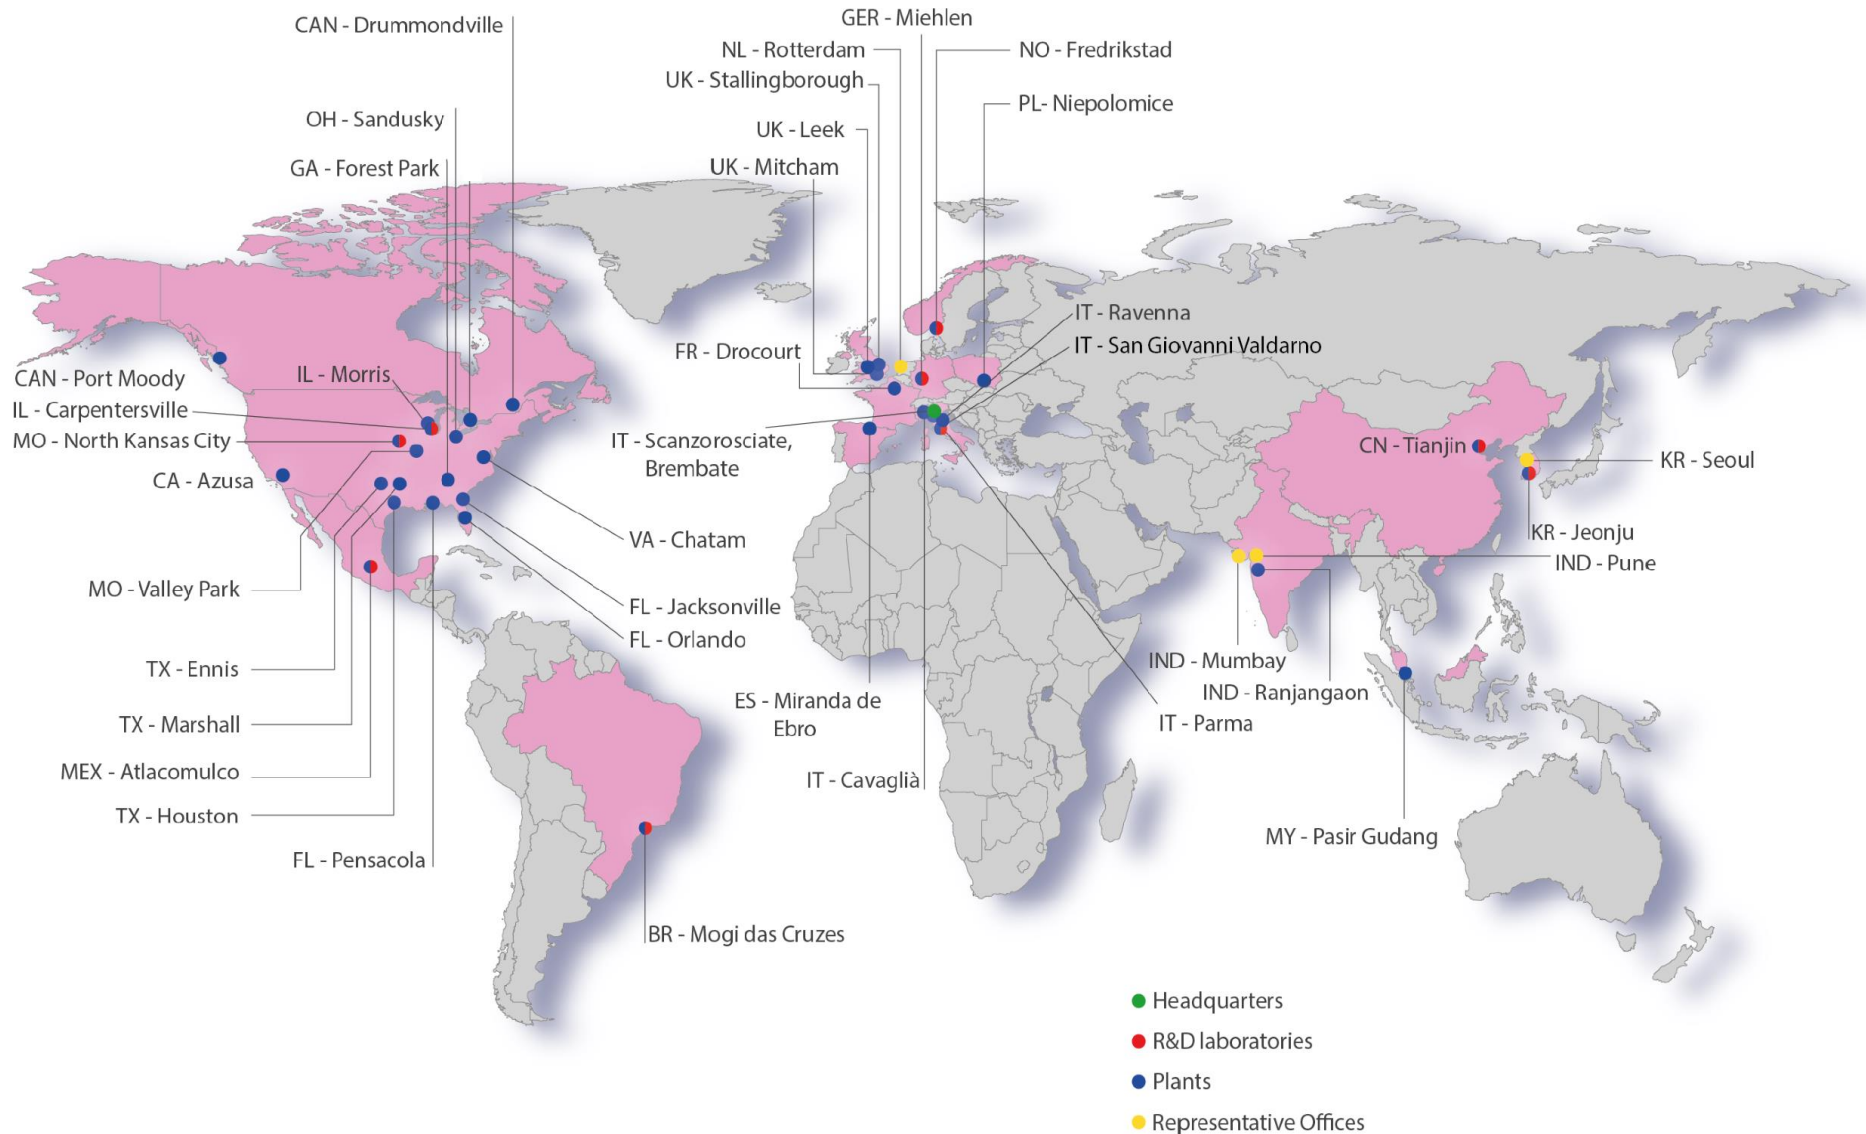 CAN - Drummondville
GER - Miehlen
NL - Rotterdam
NO - Fredrikstad
UK - Stallingborough
PL- Niepolomice
OH - Sandusky
UK - Leek
GA - Forest Park
UK - Mitcham
IT - Ravenna
FR - Drocourt
IT - San Giovanni Valdarno
CAN - Port Moody
IL - Morris
IL - Carpentersville
MO - North Kansas City
IT - Scanzorosciate,
Brembate
CN - Tianjin
KR - Seoul
CA - Azusa
VA - Chatam
KR - Jeonju
IND - Pune
MO - Valley Park
FL - Jacksonville
FL - Orlando
TX - Ennis
IND - Mumbay
IND - Ranjangaon
ES - Miranda de
Ebro
TX - Marshall
IT - Parma
MEX - Atlacomulco
IT - Cavaglià
TX - Houston
MY - Pasir Gudang
FL - Pensacola
BR - Mogi das Cruzes
Headquarters
R&D laboratories
Plants
Representative Offices